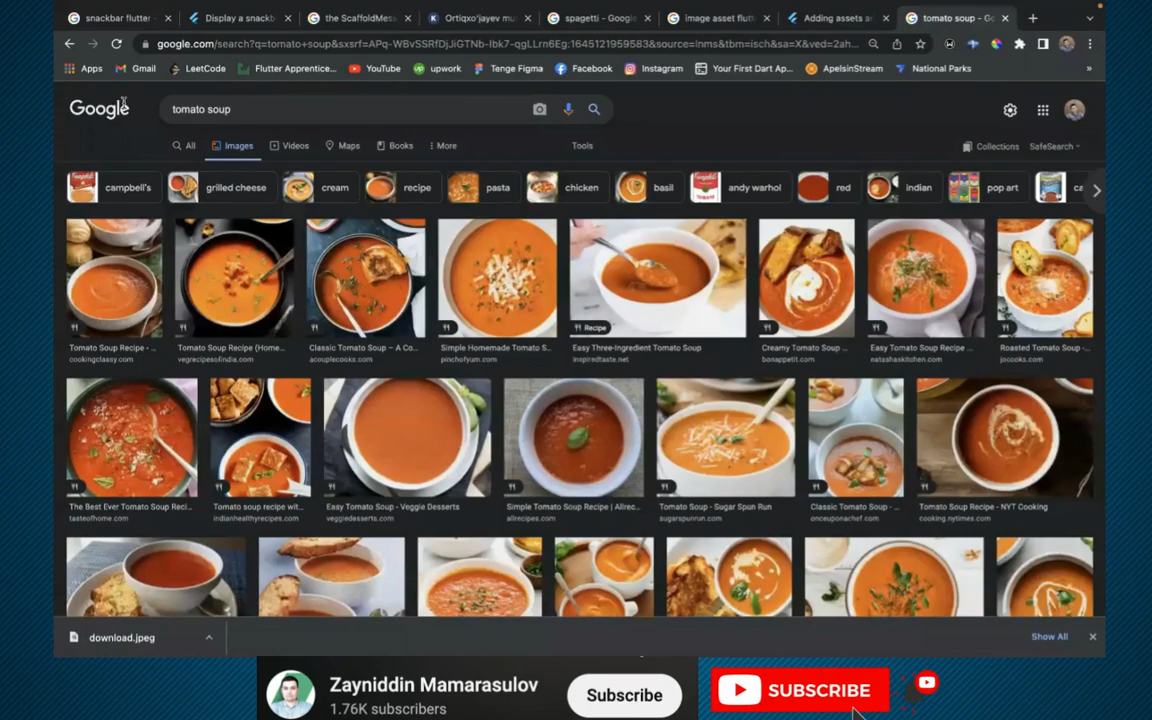 snackbar flutter -
Display a snackb
the ScaffoldMes
Ortiqxo'jayev mu
spagetti - Google
image asset flut
Adding assets a
tomato soup - Go
google.com/search?q=tomato+soup&sxsrf=APq-WBvSSRfDjJiGTNb-Ibk7-qgLLrn6Eg:1645121959583&source=lnms&tbm=isch&sa=X&ved=2ah...
Apps
Gmail
LeetCode
Flutter Apprentice...
YouTube
upwork
Tenge Figma
Facebook
Instagram
Your First Dart Ap...
ApelsinStream
National Parks
»
Google
tomato soup
All
Images
Videos
Maps
Books
More
Tools
Collections
SafeSearch
campbell's
grilled cheese
cream
recipe
pasta
chicken
basil
andy warhol
red
indian
pop art
ca
Recipe
Tomato Soup Recipe - ...
cookingclassy.com
Tomato Soup Recipe (Home...
vegrecipesofindia.com
Classic Tomato Soup – A Co...
acouplecooks.com
Simple Homemade Tomato S...
pinchofyum.com
Easy Three-Ingredient Tomato Soup
inspiredtaste.net
Creamy Tomato Soup ...
bonappetit.com
Easy Tomato Soup Recipe ...
natashaskitchen.com
Roasted Tomato Soup -...
jocooks.com
The Best Ever Tomato Soup Reci...
tasteofhome.com
Tomato soup recipe wit...
indianhealthyrecipes.com
Easy Tomato Soup - Veggie Desserts
veggiedesserts.com
Simple Tomato Soup Recipe | Allrec...
allrecipes.com
Tomato Soup - Sugar Spun Run
sugarspunrun.com
Classic Tomato Soup - ...
onceuponachef.com
Tomato Soup Recipe - NYT Cooking
cooking.nytimes.com
download.jpeg
Show All
Zayniddin Mamarasulov
1.76K subscribers
Subscribe
SUBSCRIBE